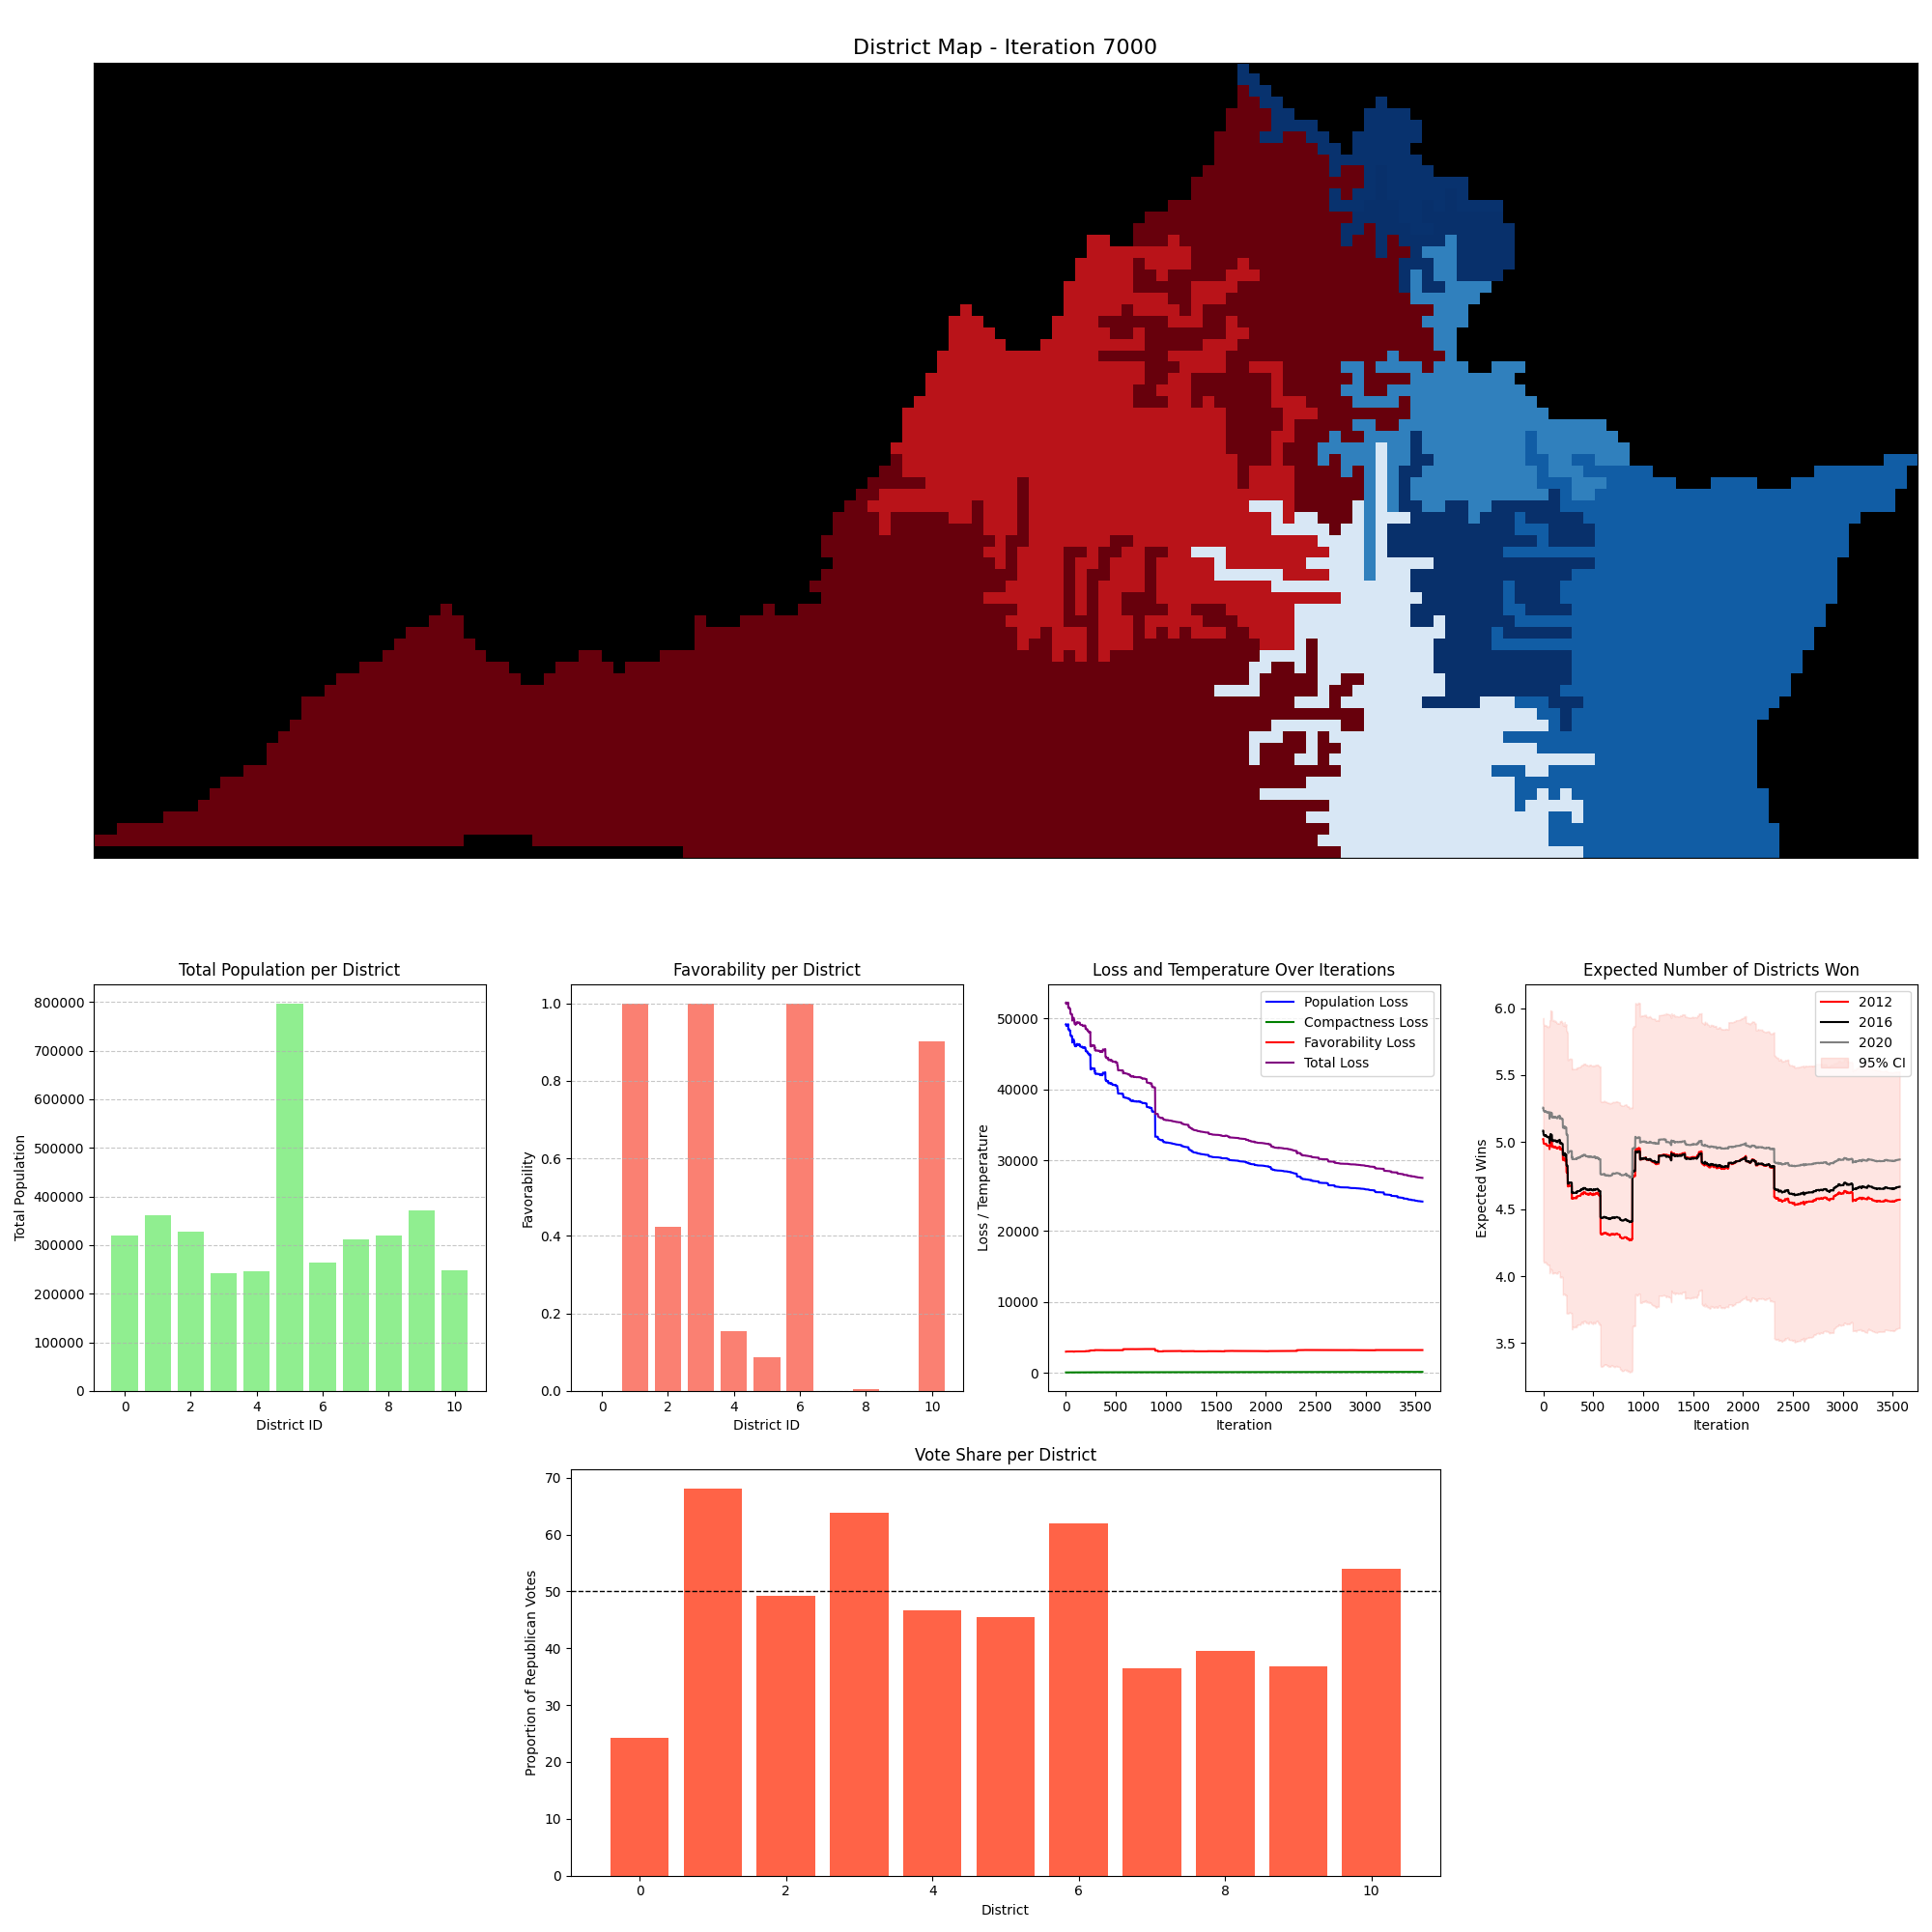 District Map - Iteration 7000
Total Population per District
Total Population
800000
700000
600000
500000
400000
300000
200000
100000
0
0 2 4 6 8 10
District ID
Favorability per District
Favorability
1.0
0.8
0.6
0.4
0.2
0.0
0 2 4 6 8 10
District ID
Loss and Temperature Over Iterations
Loss / Temperature
50000
40000
30000
20000
10000
0
Population Loss
Compactness Loss
Favorability Loss
Total Loss
0 500 1000 1500 2000 2500 3000 3500
Iteration
Expected Number of Districts Won
Expected Wins
6.0
5.5
5.0
4.5
4.0
3.5
2012
2016
2020
95% CI
0 500 1000 1500 2000 2500 3000 3500
Iteration
Vote Share per District
Proportion of Republican Votes
70
60
50
40
30
20
10
0
0 2 4 6 8 10
District